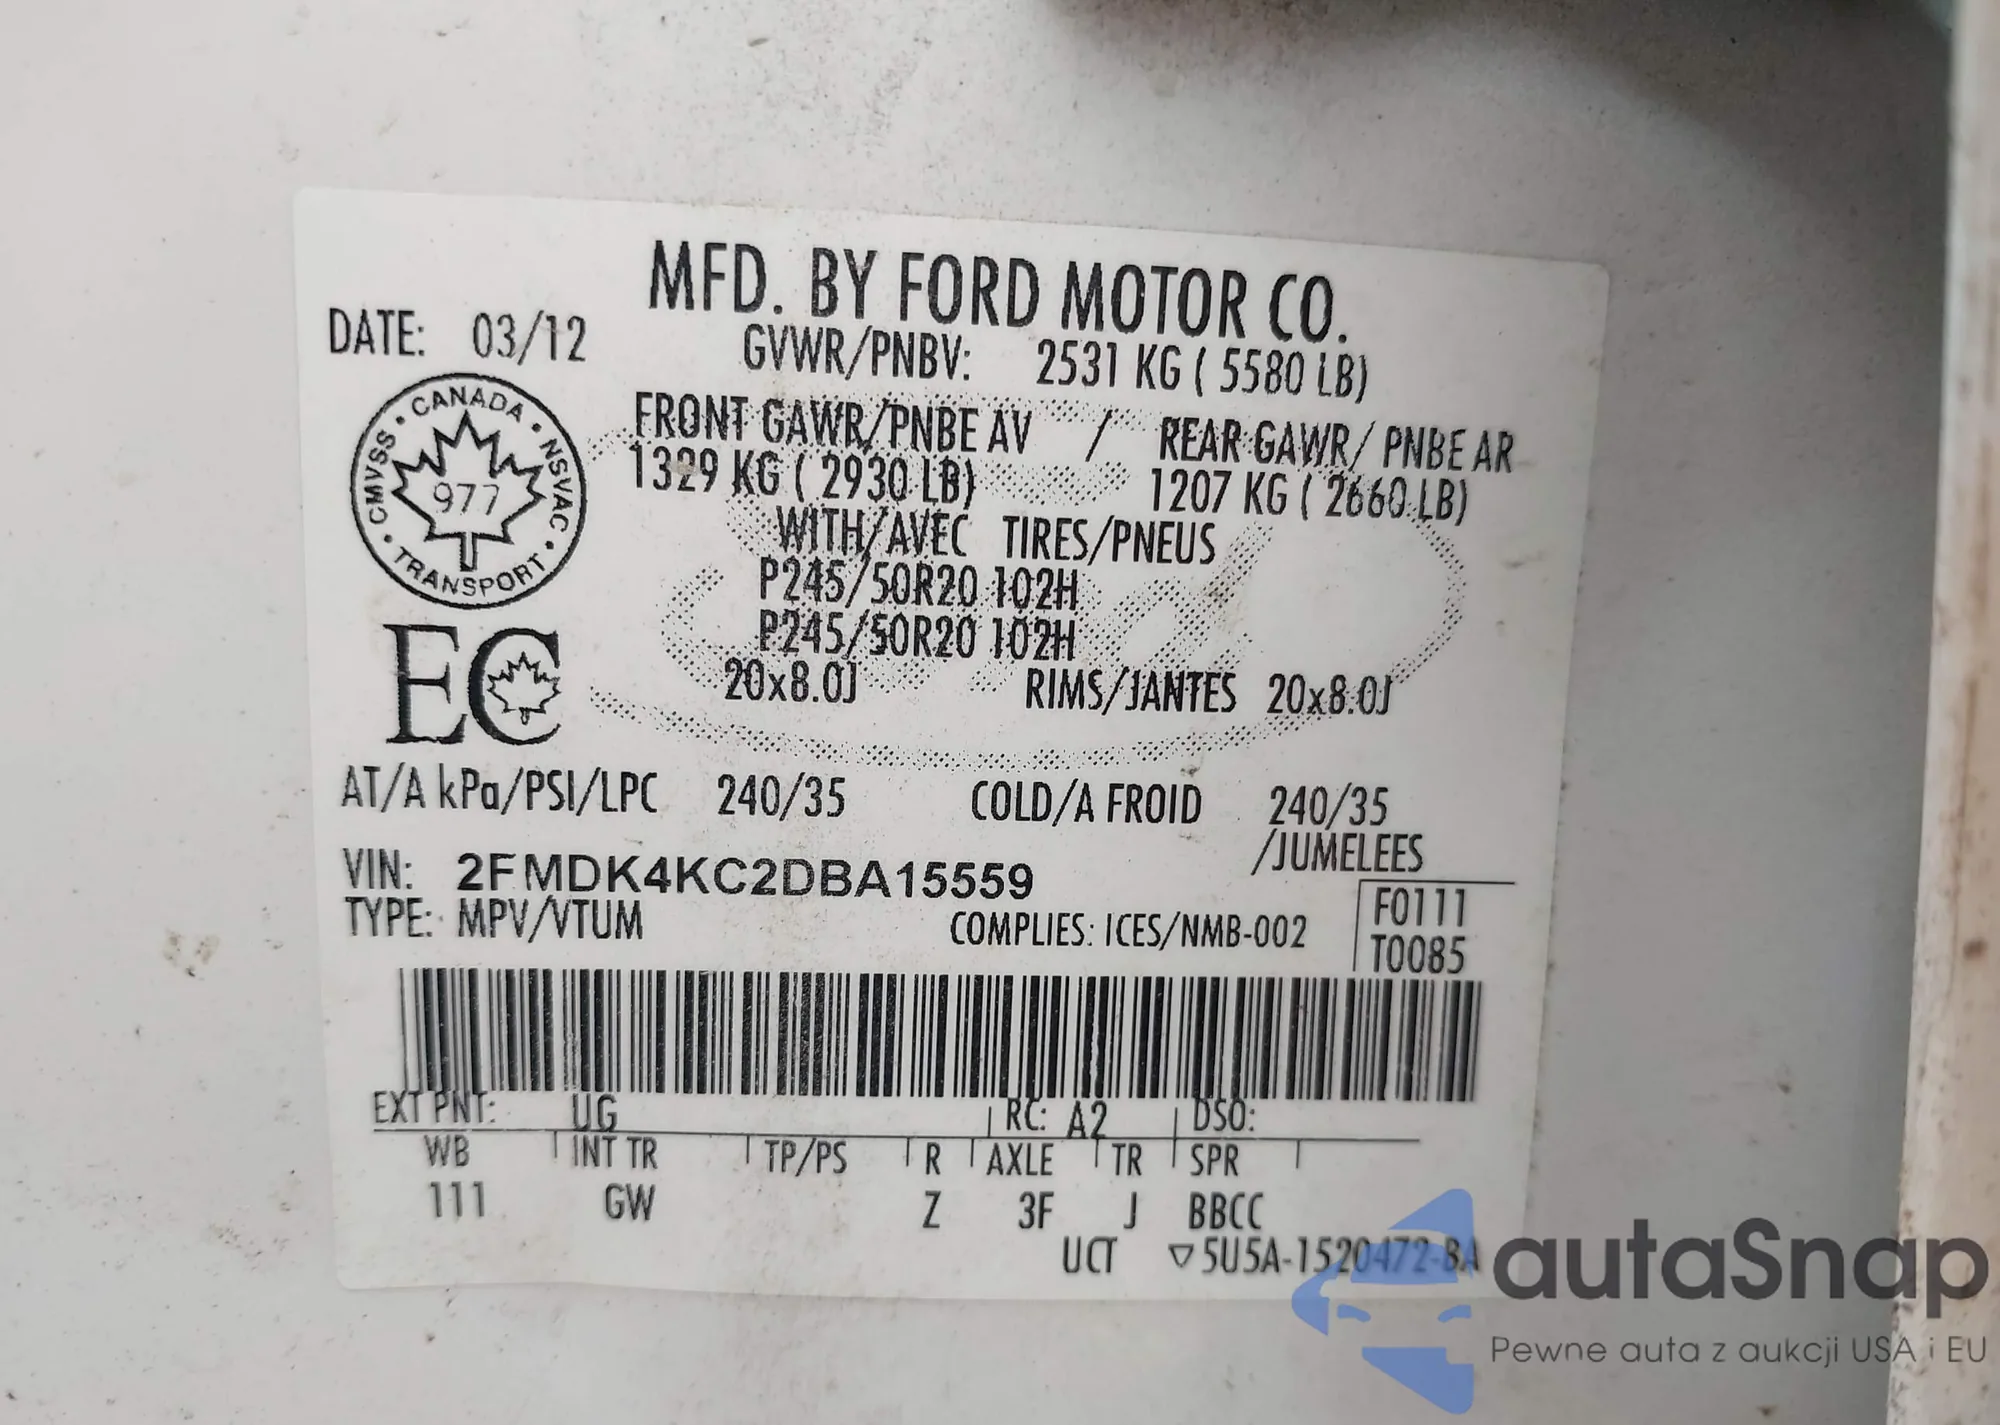 MFD. BY FORD MOTOR CO.
DATE: 03/12
GVWR/PNBV: 2531 KG ( 5580 LB)
CANADA · NSVAC · TRANSPORT · CMVSS ·
977
FRONT GAWR/PNBE AV / REAR GAWR/ PNBE AR
1329 KG ( 2930 LB) 1207 KG ( 2660 LB)
WITH/AVEC TIRES/PNEUS
P245/50R20 102H
P245/50R20 102H
EC
20x8.0J RIMS/JANTES 20x8.0J
AT/A kPa/PSI/LPC 240/35 COLD/A FROID 240/35
/JUMELEES
VIN: 2FMDK4KC2DBA15559
TYPE: MPV/VTUM COMPLIES: ICES/NMB-002
F0111
T0085
EXT PNT: UG RC: A2 DSO:
WB INT TR TP/PS R AXLE TR SPR
111 GW Z 3F J BBCC
UCT ▽5U5A-1520472-BA
autaSnap
Pewne auta z aukcji USA i EU